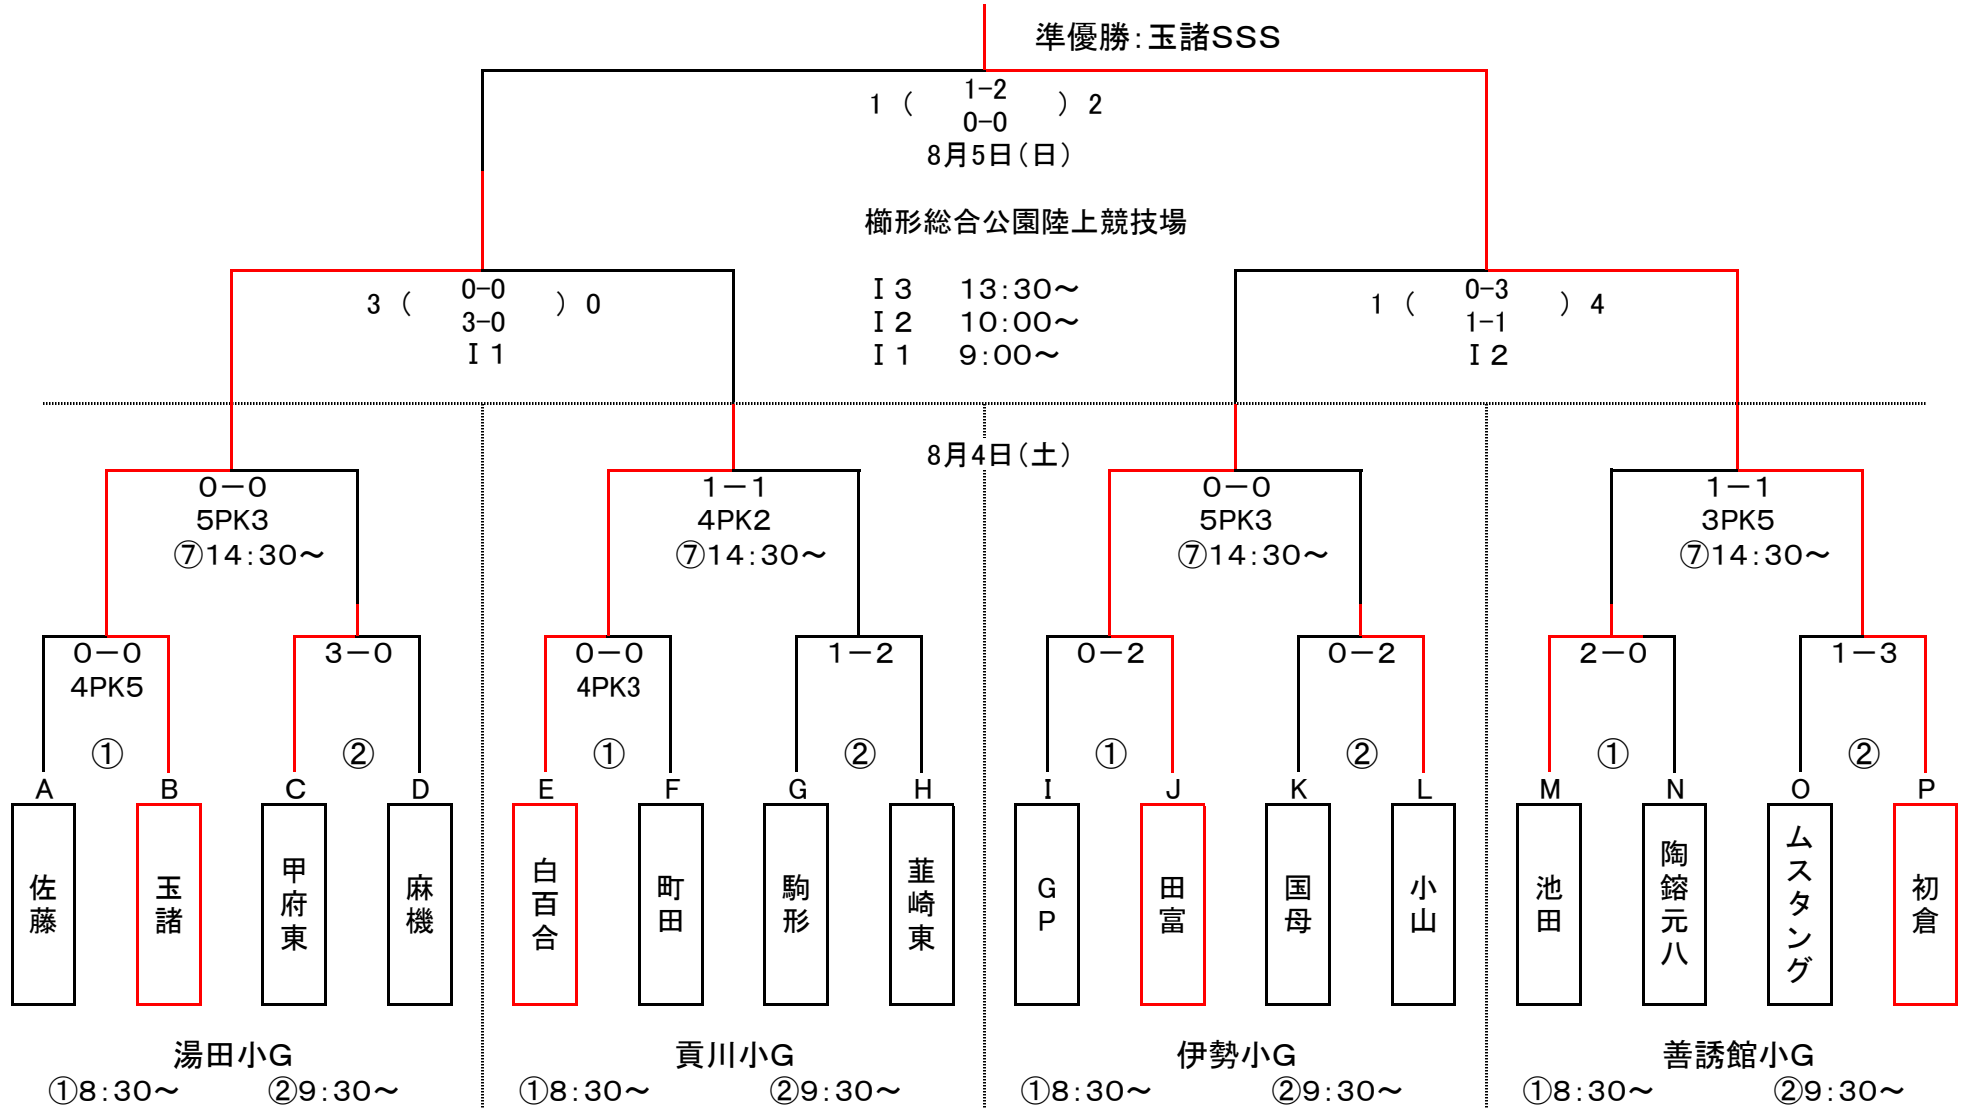 準優勝：玉諸ＳＳＳ
1 （ 1-2 ） 2
0-0
8月5日（日）
櫛形総合公園陸上競技場
3 （ 0-0 ） 0
3-0
Ｉ １
Ｉ３ １３：３０～
Ｉ２ １０：００～
Ｉ１ ９：００～
1 （ 0-3 ） 4
1-1
Ｉ ２
8月4日（土）
０－０
5PK3
⑦１４：３０～
１－１
4PK2
⑦１４：３０～
０－０
5PK3
⑦１４：３０～
１－１
3PK5
⑦１４：３０～
０－０
4PK5
３－０
０－０
4PK3
１－２
０－２
０－２
２－０
１－３
① ② ① ② ① ② ① ②
A B C D E F G H I J K L M N O P
佐藤
玉諸
甲府東
麻機
白百合
町田
駒形
韮崎東
ＧＰ
田富
国母
小山
池田
陶鎔元八
ムスタング
初倉
湯田小Ｇ
①８：３０～ ②９：３０～
貢川小Ｇ
①８：３０～ ②９：３０～
伊勢小Ｇ
①８：３０～ ②９：３０～
善誘館小Ｇ
①８：３０～ ②９：３０～